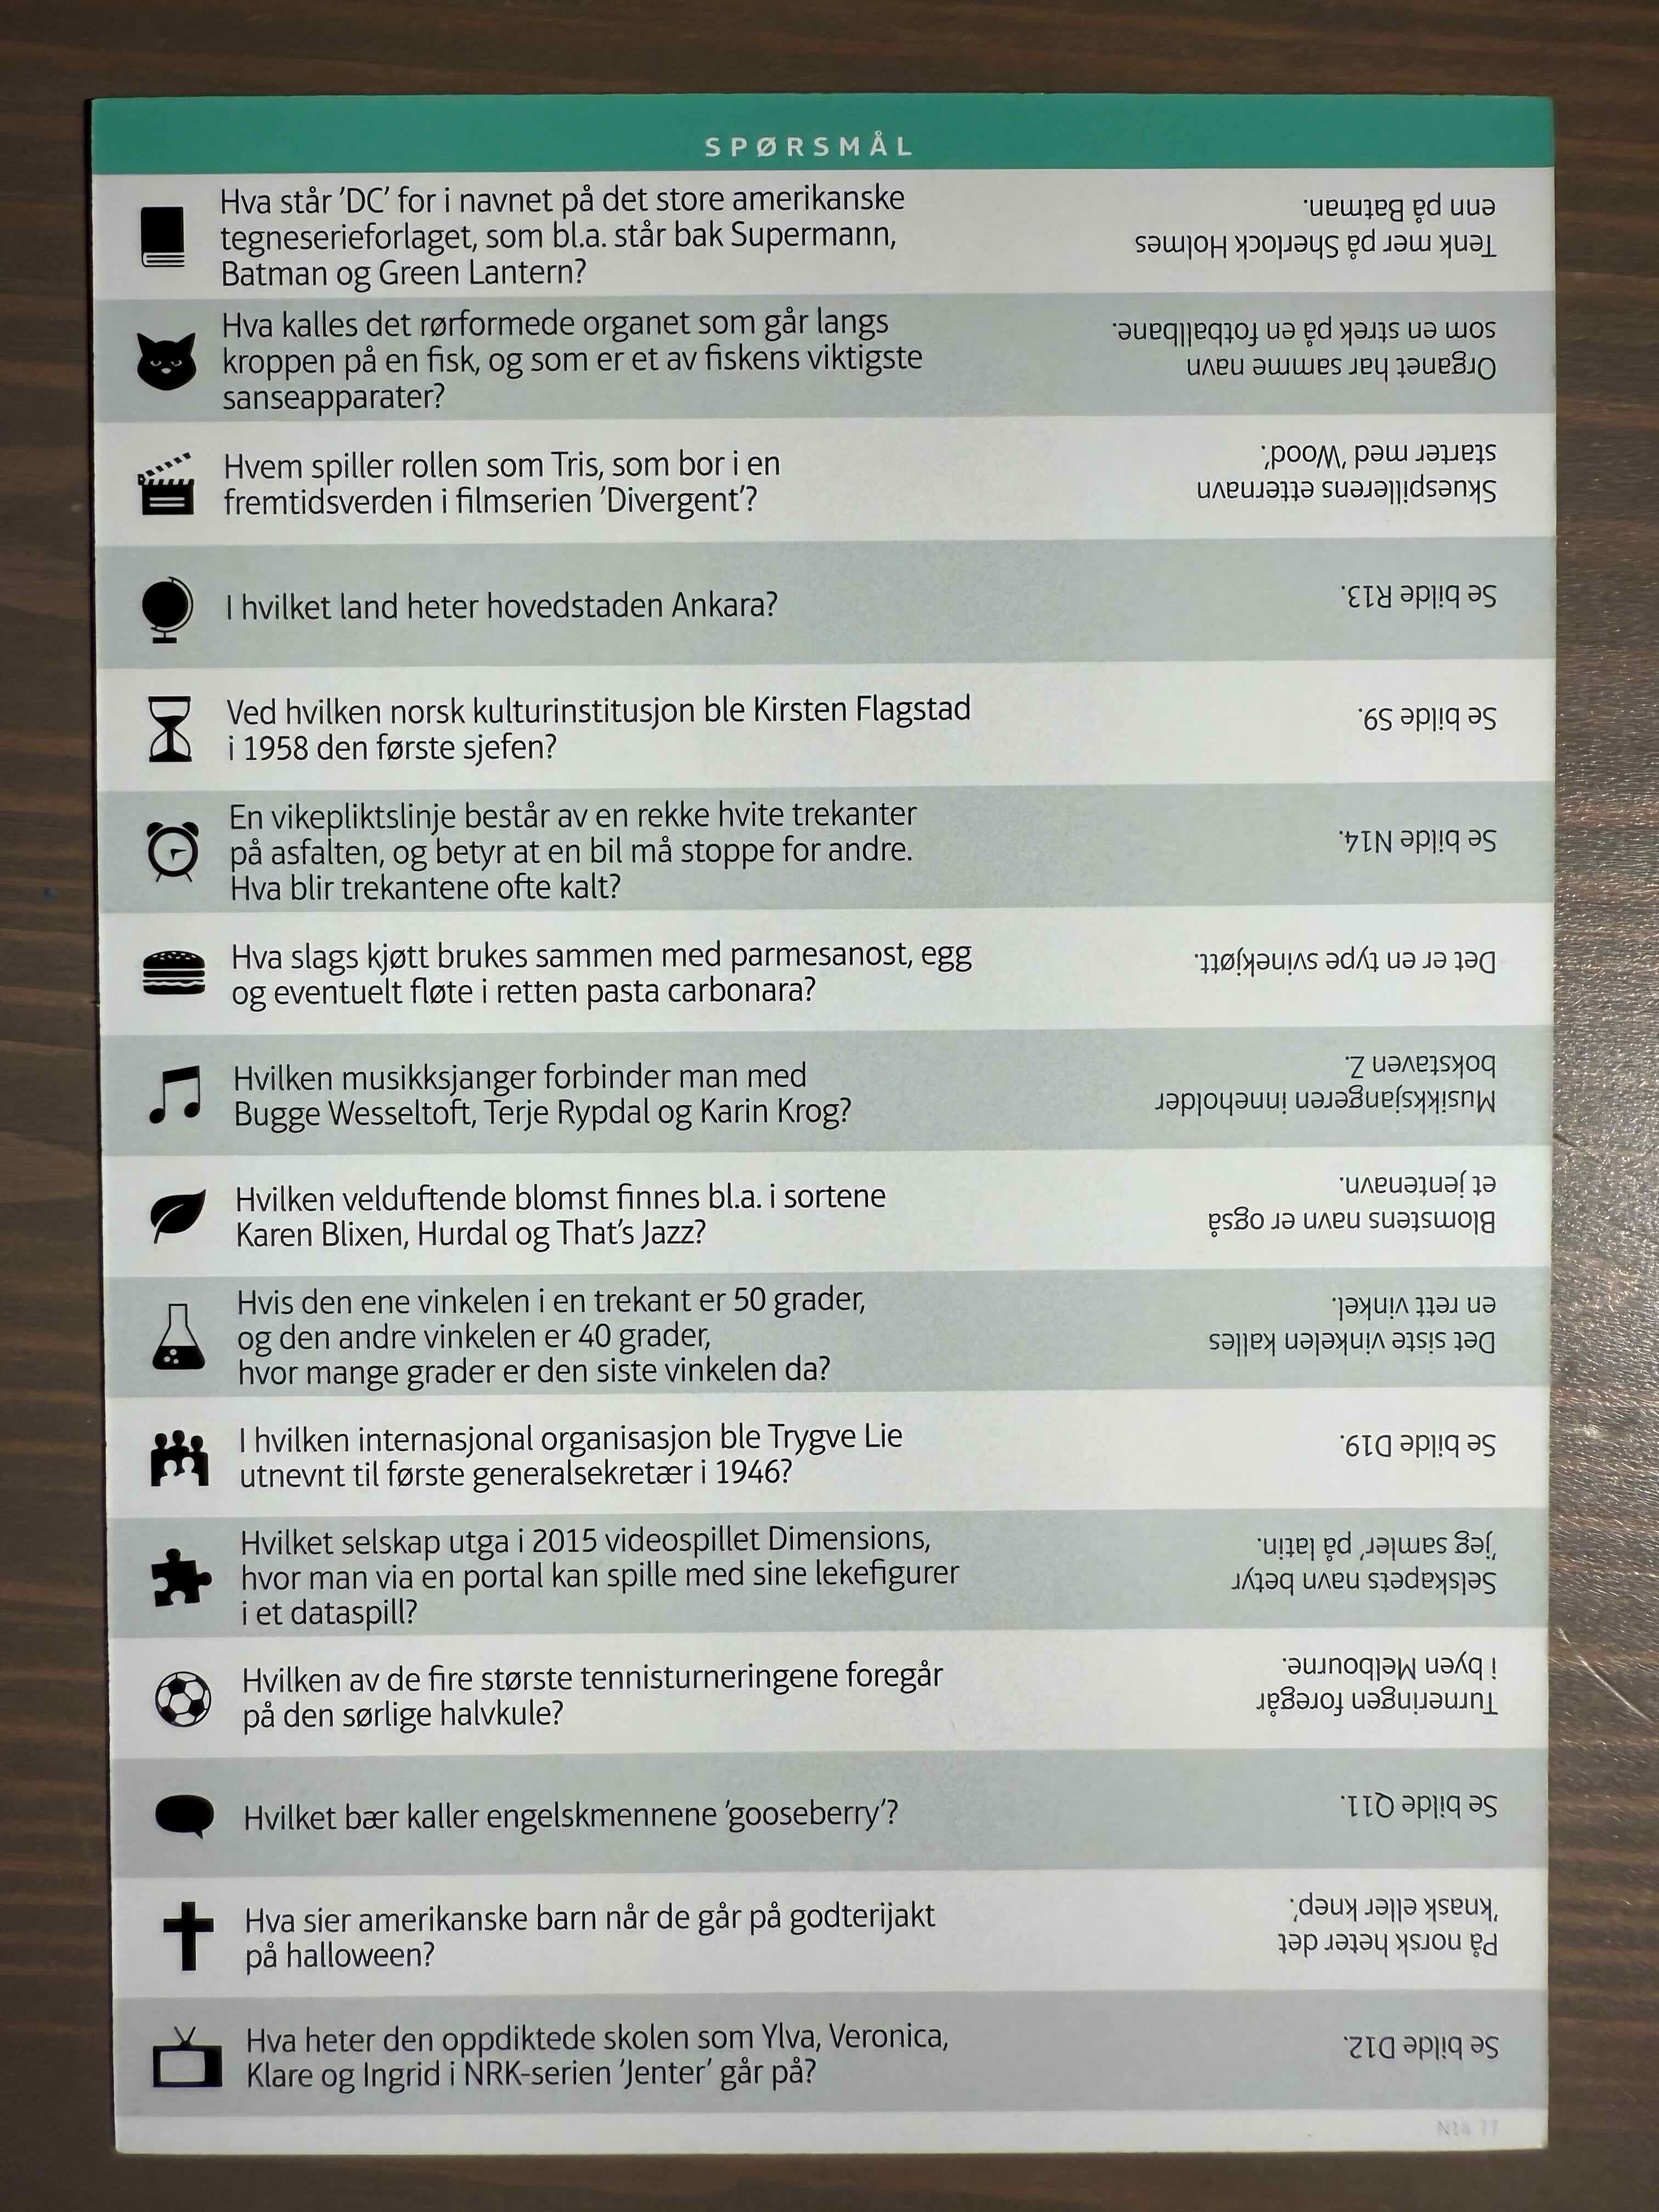 SPØRSMÅL
Hva står 'DC' for i navnet på det store amerikanske
tegneserieforlaget, som bl.a. står bak Supermann,
Batman og Green Lantern?
Tenk mer på Sherlock Holmes
enn på Batman.
Hva kalles det rørformede organet som går langs
kroppen på en fisk, og som er et av fiskens viktigste
sanseapparater?
Organet har samme navn
som en strek på en fotballbane.
Hvem spiller rollen som Tris, som bor i en
fremtidsverden i filmserien 'Divergent'?
Skuespillerens etternavn
starter med 'Wood'.
I hvilket land heter hovedstaden Ankara?
Se bilde R13.
Ved hvilken norsk kulturinstitusjon ble Kirsten Flagstad
i 1958 den første sjefen?
Se bilde S9.
En vikepliktslinje består av en rekke hvite trekanter
på asfalten, og betyr at en bil må stoppe for andre.
Hva blir trekantene ofte kalt?
Se bilde N14.
Hva slags kjøtt brukes sammen med parmesanost, egg
og eventuelt fløte i retten pasta carbonara?
Det er en type svinekjøtt.
Hvilken musikksjanger forbinder man med
Bugge Wesseltoft, Terje Rypdal og Karin Krog?
Musikksjangeren inneholder
bokstaven Z.
Hvilken velduftende blomst finnes bl.a. i sortene
Karen Blixen, Hurdal og That's Jazz?
Blomstens navn er også
et jentenavn.
Hvis den ene vinkelen i en trekant er 50 grader,
og den andre vinkelen er 40 grader,
hvor mange grader er den siste vinkelen da?
Det siste vinkelen kalles
en rett vinkel.
I hvilken internasjonal organisasjon ble Trygve Lie
utnevnt til første generalsekretær i 1946?
Se bilde D19.
Hvilket selskap utga i 2015 videospillet Dimensions,
hvor man via en portal kan spille med sine lekefigurer
i et dataspill?
Selskapets navn betyr
'jeg samler' på latin.
Hvilken av de fire største tennisturneringene foregår
på den sørlige halvkule?
Turneringen foregår
i byen Melbourne.
Hvilket bær kaller engelskmennene 'gooseberry'?
Se bilde Q11.
Hva sier amerikanske barn når de går på godterijakt
på halloween?
På norsk heter det
'knask eller knep'.
Hva heter den oppdiktede skolen som Ylva, Veronica,
Klare og Ingrid i NRK-serien 'Jenter' går på?
Se bilde D12.